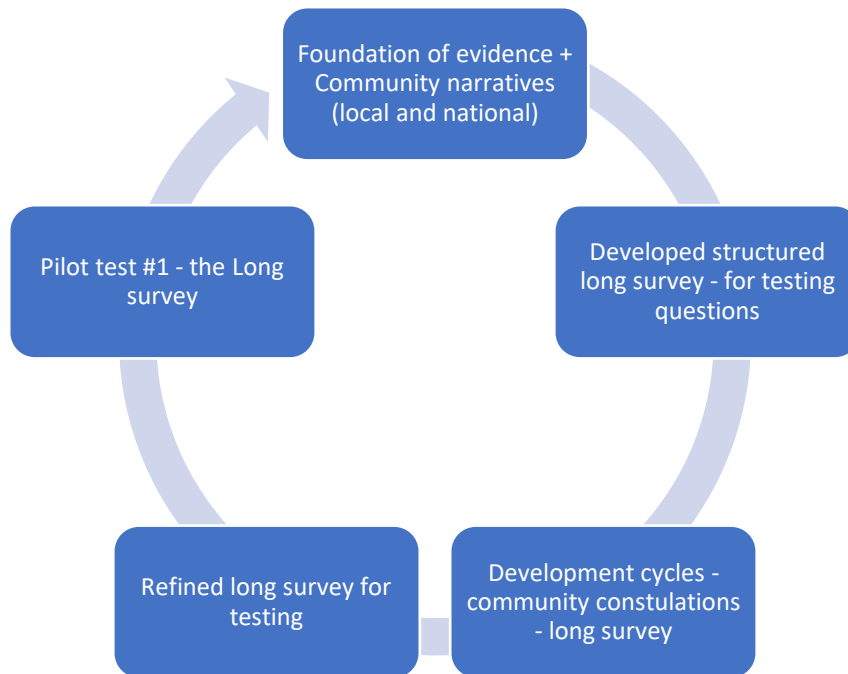 Foundation of evidence +
Community narratives
(local and national)
Developed structured
long survey - for testing
questions
Development cycles -
community constulations
- long survey
Refined long survey for
testing
Pilot test #1 - the Long
survey